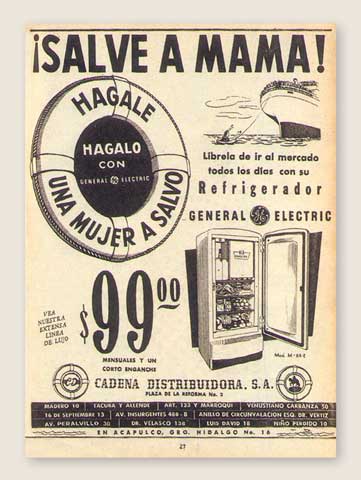 ¡SALVE A MAMA!
HAGALE
HAGALO
CON
GENERAL GE ELECTRIC
UNA MUJER A SALVO
Librela de ir al mercado
todos los días con su
Refrigerador
GENERAL GE ELECTRIC
VEA
NUESTRA
EXTENSA
LINEA
DE LUJO
$99.00
MENSUALES Y UN
CORTO ENGANCHE
CD
CADENA DISTRIBUIDORA, S.A.
PLAZA DE LA REFORMA No. 2
MADERO 10 TACUBA Y ALLENDE ART. 123 Y MARROQUI VENUSTIANO CARRANZA 50
16 DE SEPTIEMBRE 13 AV. INSURGENTES ANILLO DE CIRCUNVALACION ESQ. DR. VERTIZ
AV. PERALVILLO 30 DR. VELASCO 138 LUIS DAVID 18 NIÑO PERDIDO 10
EN ACAPULCO, GRO. HIDALGO No. 16
27